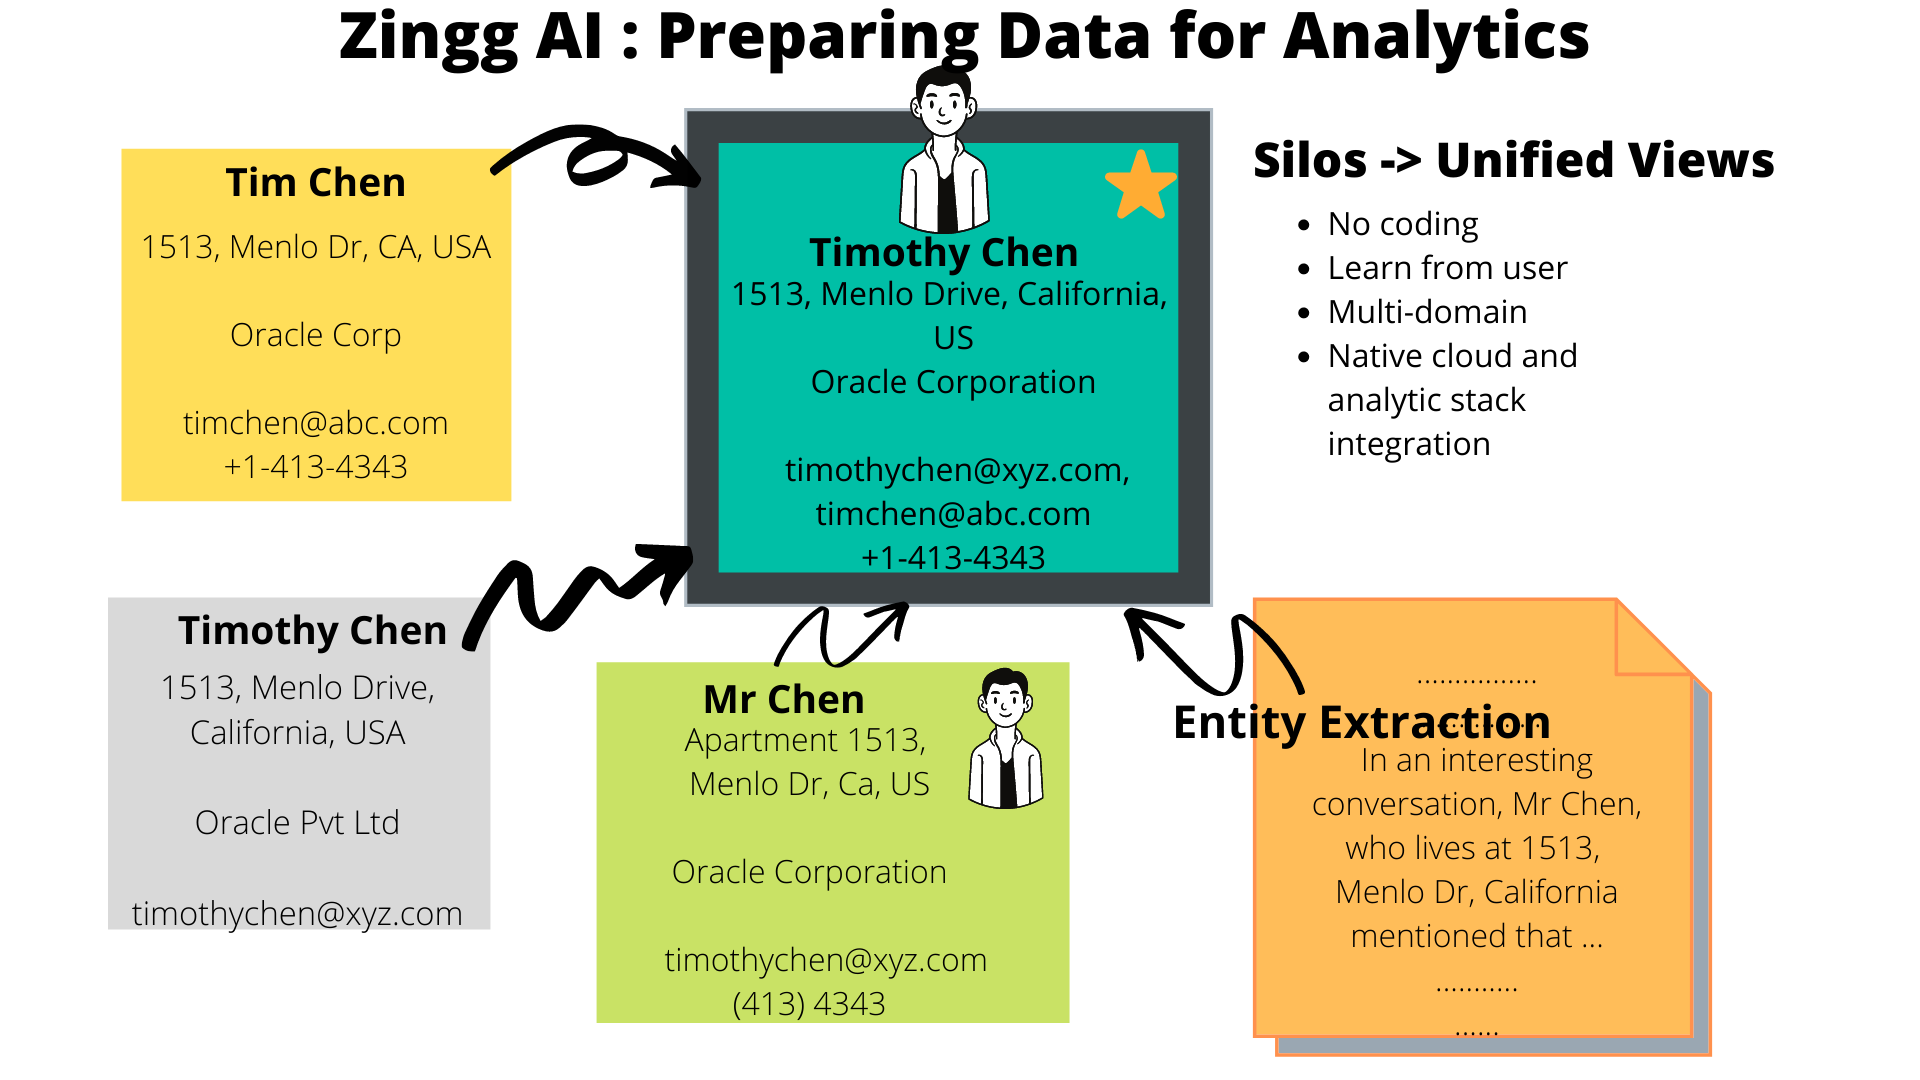 Zingg AI : Preparing Data for Analytics
Tim Chen
1513, Menlo Dr, CA, USA
Oracle Corp
timchen@abc.com
+1-413-4343
Timothy Chen
1513, Menlo Drive, California,
US
Oracle Corporation
timothychen@xyz.com,
timchen@abc.com
+1-413-4343
Silos -> Unified Views
• No coding
• Learn from user
• Multi-domain
• Native cloud and
analytic stack
integration
Timothy Chen
1513, Menlo Drive,
California, USA
Oracle Pvt Ltd
timothychen@xyz.com
Mr Chen
Apartment 1513,
Menlo Dr, Ca, US
Oracle Corporation
timothychen@xyz.com
(413) 4343
................
Entity Extraction
In an interesting
conversation, Mr Chen,
who lives at 1513,
Menlo Dr, California
mentioned that ...
...........
......